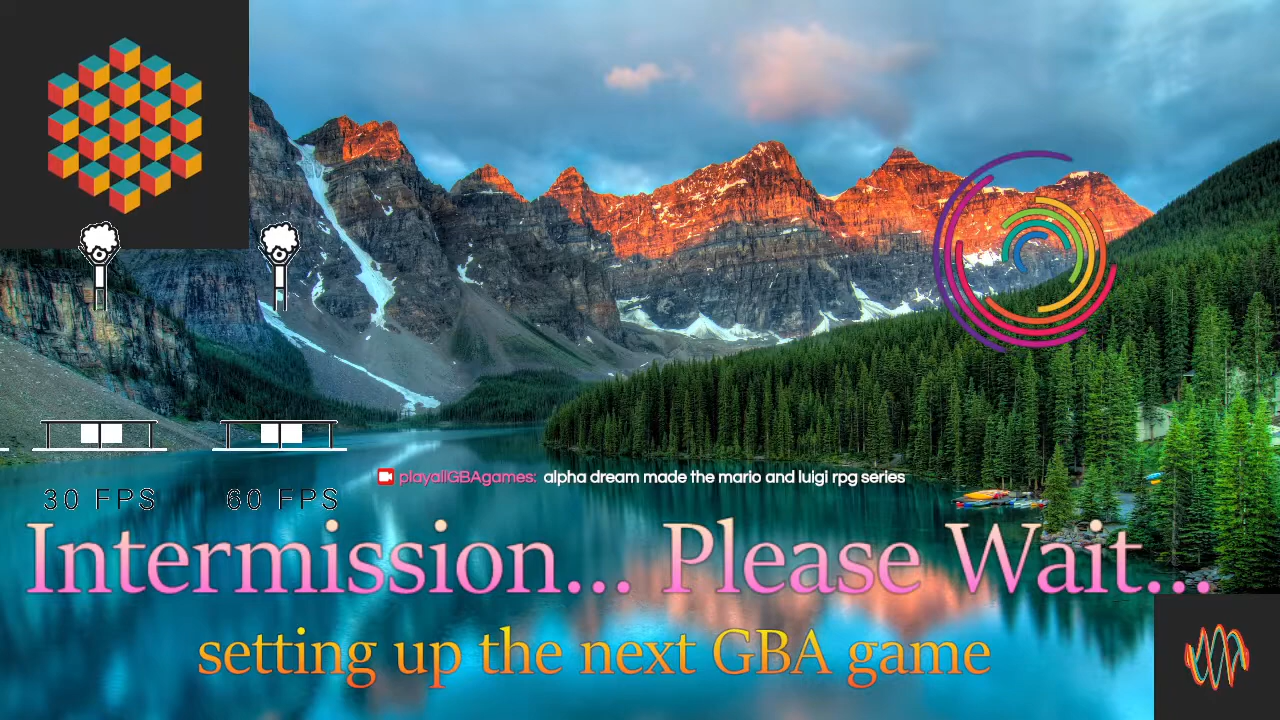 playallGBAgames: alpha dream made the mario and luigi rpg series
30 FPS 60 FPS
Intermission... Please Wait...
setting up the next GBA game